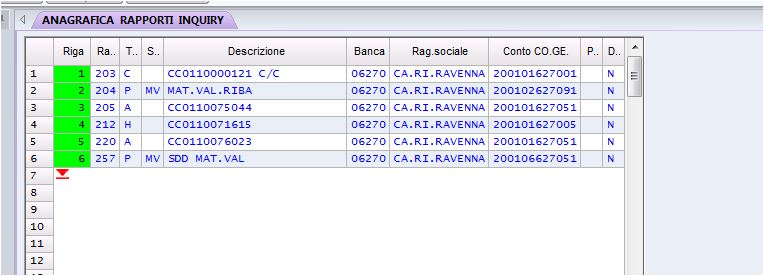 ANAGRAFICA RAPPORTI INQUIRY
Riga Ra.. T.. S.. Descrizione Banca Rag.sociale Conto CO.GE. P.. D..
1 1 203 C CC0110000121 C/C 06270 CA.RI.RAVENNA 200101627001 N
2 2 204 P MV MAT.VAL.RIBA 06270 CA.RI.RAVENNA 200102627091 N
3 3 205 A CC0110075044 06270 CA.RI.RAVENNA 200101627051 N
4 4 212 H CC0110071615 06270 CA.RI.RAVENNA 200101627005 N
5 5 220 A CC0110076023 06270 CA.RI.RAVENNA 200101627051 N
6 6 257 P MV SDD MAT.VAL 06270 CA.RI.RAVENNA 200106627051 N
7
8
9
10
11
12